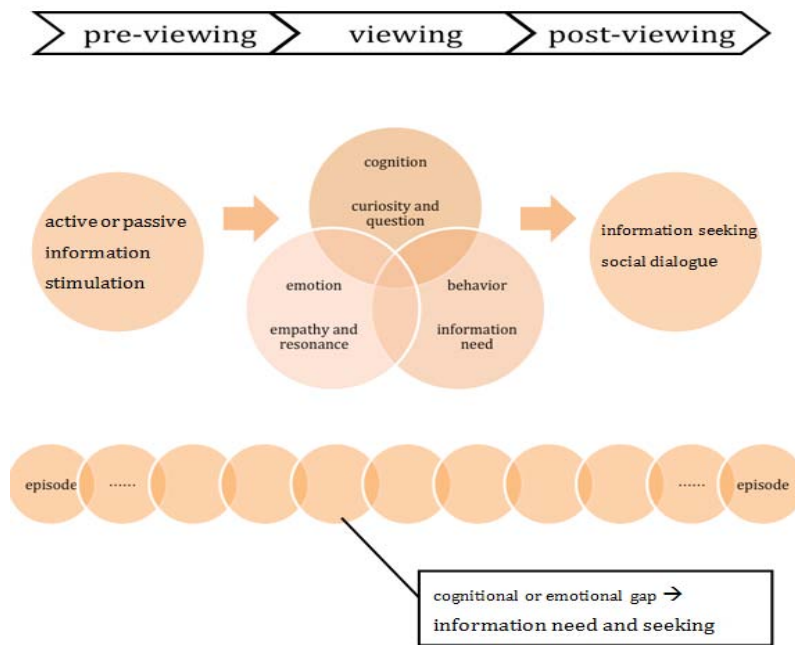 pre-viewing
viewing
post-viewing
cognition
curiosity and
question
active or passive
information
stimulation
emotion
empathy and
resonance
behavior
information
need
information seeking
social dialogue
episode
......
......
episode
cognitional or emotional gap →
information need and seeking